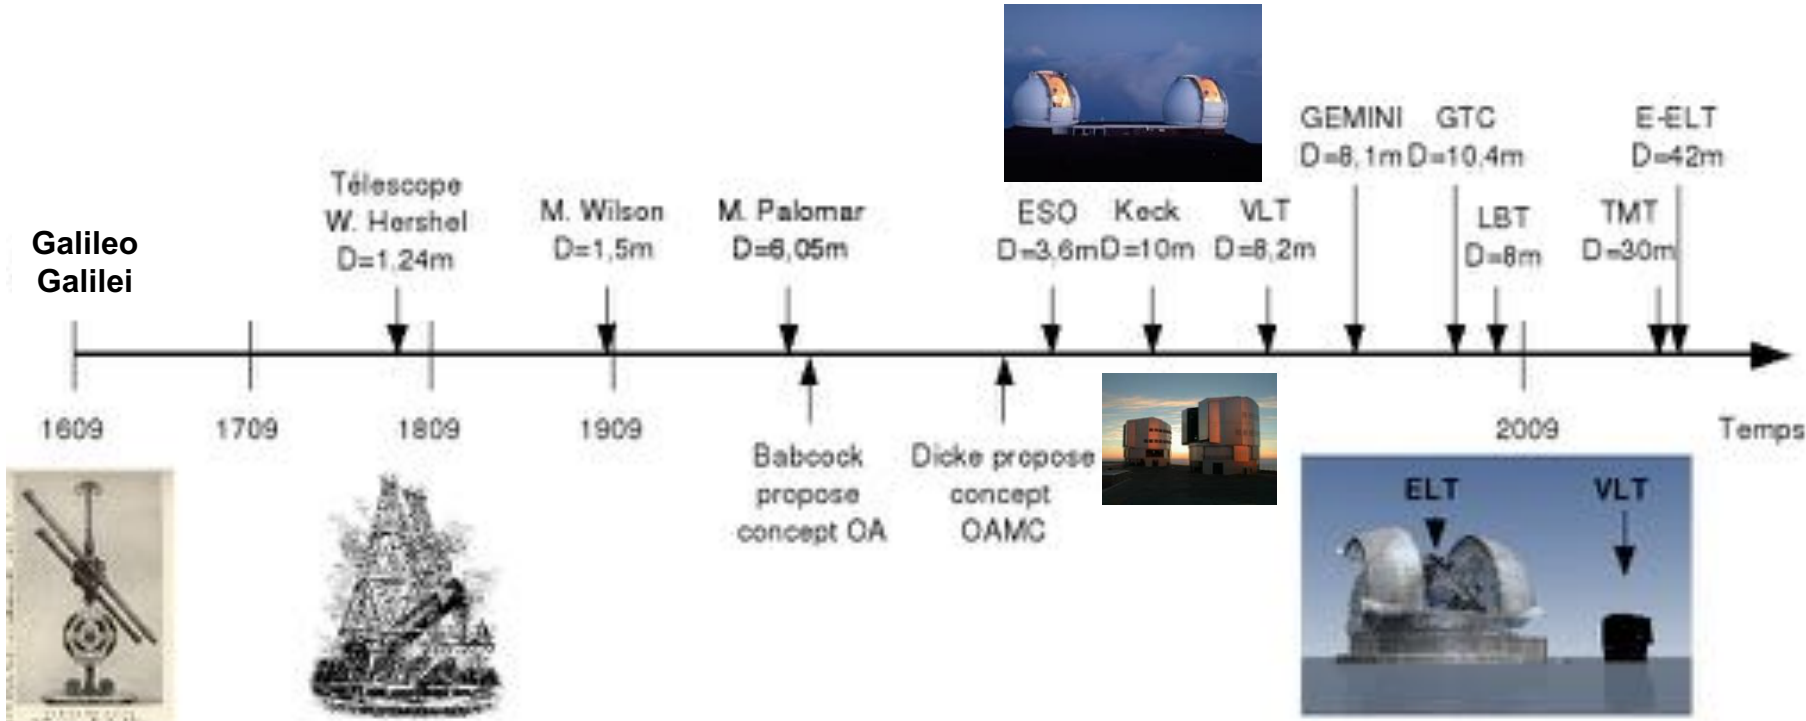 GEMINI
D=8,1m
GTC
D=10,4m
E-ELT
D=42m
Télescope
W. Hershel
D=1,24m
M. Wilson
D=1,5m
M. Palomar
D=6,05m
ESO
D=3,6m
Keck
D=10m
VLT
D=8,2m
LBT
D=8m
TMT
D=30m
Galileo
Galilei
1609
1709
1809
1909
2009
Temps
Babcock
propose
concept OA
Dicke propose
concept
OAMC
ELT
VLT